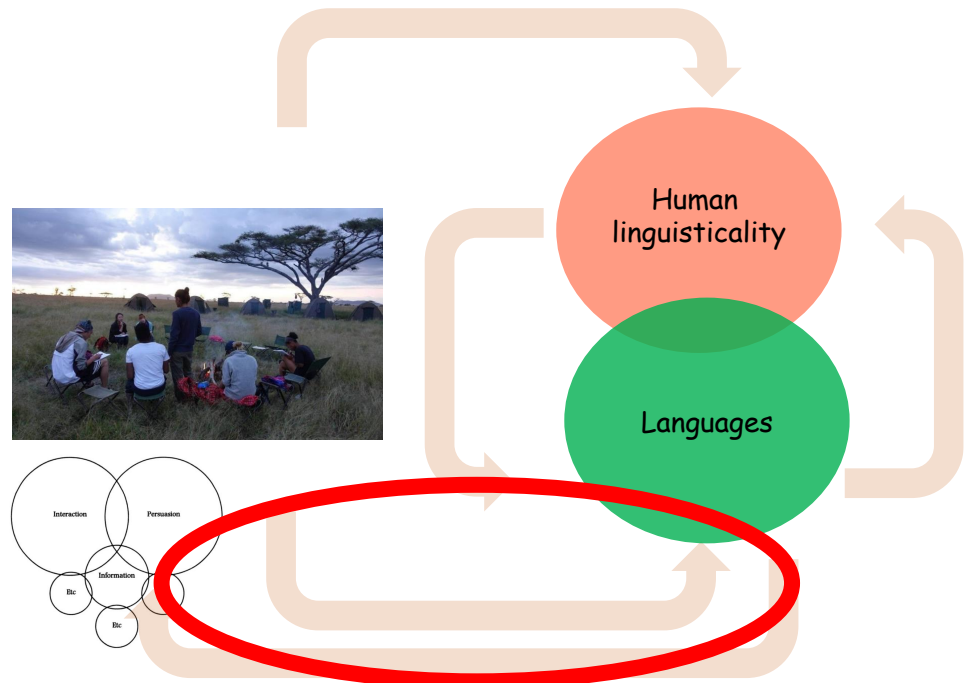 Human
linguisticality
Languages
Interaction
Persuasion
Information
Etc
Etc